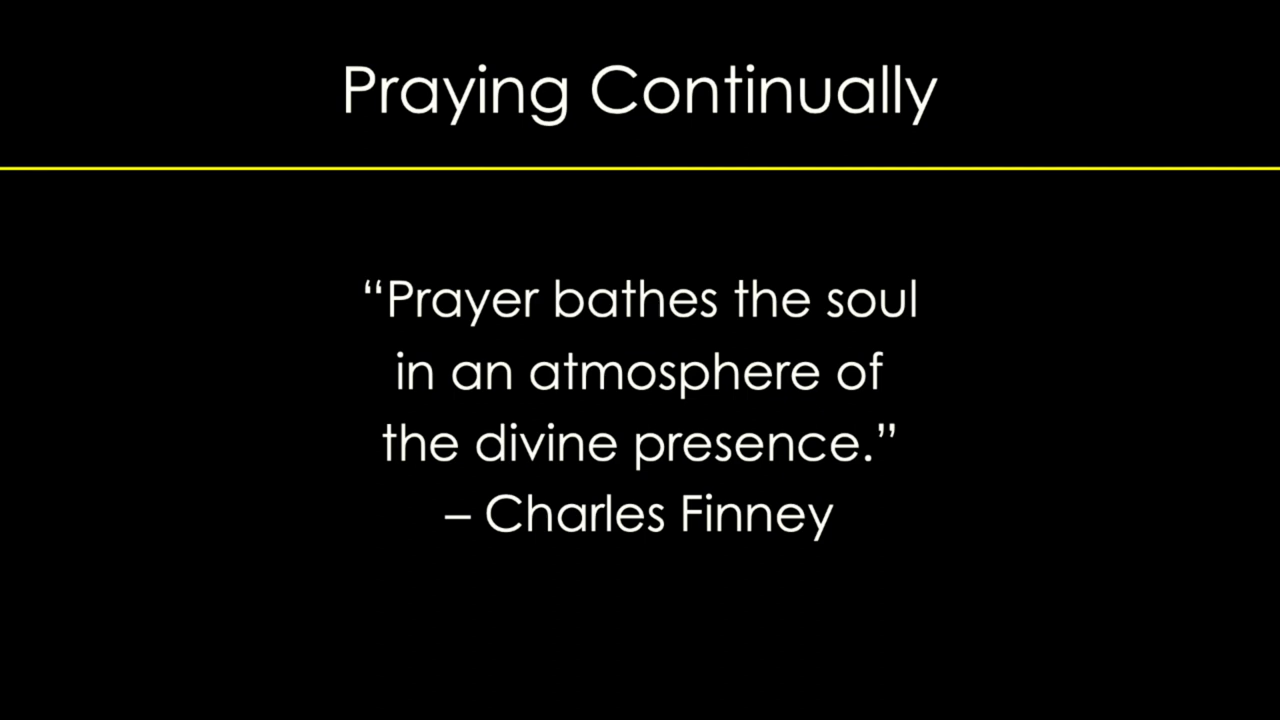 Praying Continually
“Prayer bathes the soul
in an atmosphere of
the divine presence.”
– Charles Finney